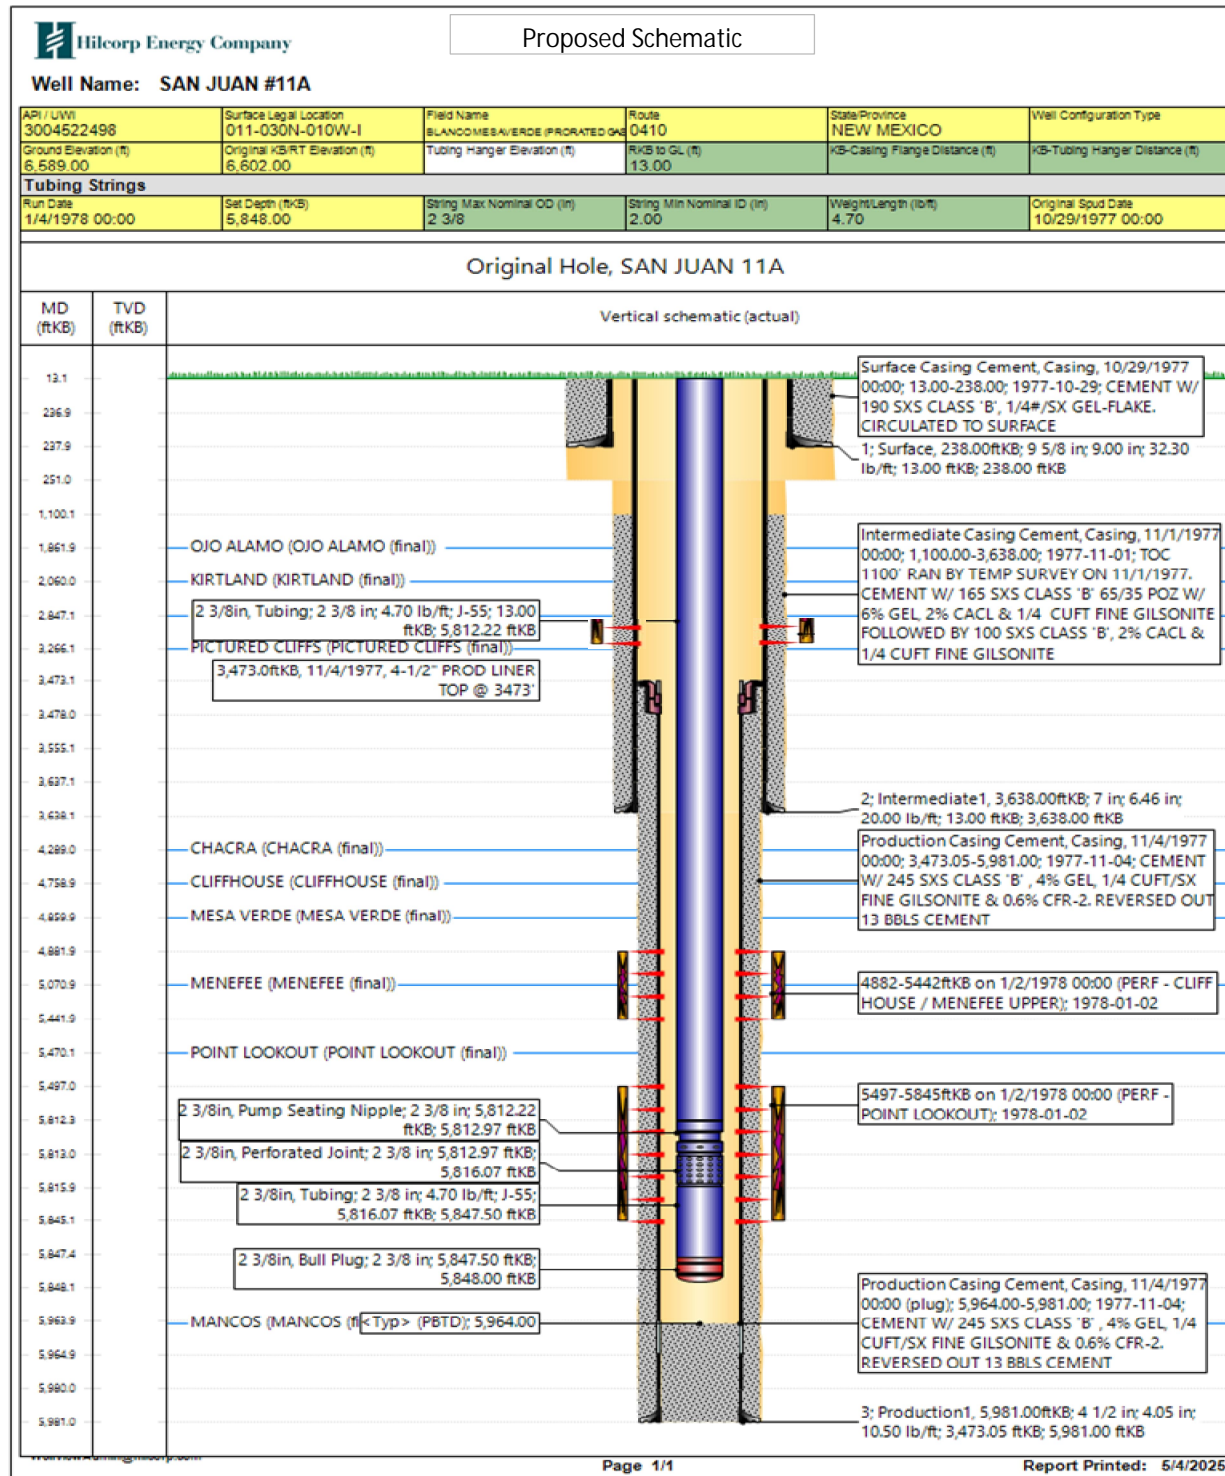 Hilcorp Energy Company
Proposed Schematic
Well Name: SAN JUAN #11A
API / UWI
3004522498
Surface Legal Location
011-030N-010W-I
Field Name
BLANCO MESAVERDE (PRORATED GAS
Route
0410
State/Province
NEW MEXICO
Well Configuration Type
Ground Elevation (ft)
6,589.00
Original KB/RT Elevation (ft)
6,602.00
Tubing Hanger Elevation (ft)
RKB to GL (ft)
13.00
KB-Casing Flange Distance (ft)
KB-Tubing Hanger Distance (ft)
Tubing Strings
Run Date
1/4/1978 00:00
Set Depth (ftKB)
5,848.00
String Max Nominal OD (in)
2 3/8
String Min Nominal ID (in)
2.00
Weight/Length (lb/ft)
4.70
Original Spud Date
10/29/1977 00:00
Original Hole, SAN JUAN 11A
MD
(ftKB)
TVD
(ftKB)
Vertical schematic (actual)
13.1
236.9
237.9
251.0
1,100.1
1,861.9
2,060.0
2,847.1
3,266.1
3,473.1
3,478.0
3,555.1
3,637.1
3,638.1
4,289.0
4,758.9
4,859.9
4,881.9
5,070.9
5,441.9
5,470.1
5,497.0
5,812.3
5,813.0
5,815.9
5,845.1
5,847.4
5,848.1
5,963.9
5,964.9
5,980.0
5,981.0
OJO ALAMO (OJO ALAMO (final))
KIRTLAND (KIRTLAND (final))
2 3/8in, Tubing; 2 3/8 in; 4.70 lb/ft; J-55; 13.00
ftKB; 5,812.22 ftKB
PICTURED CLIFFS (PICTURED CLIFFS (final))
3,473.0ftKB, 11/4/1977, 4-1/2" PROD LINER
TOP @ 3473'
CHACRA (CHACRA (final))
CLIFFHOUSE (CLIFFHOUSE (final))
MESA VERDE (MESA VERDE (final))
MENEFEE (MENEFEE (final))
POINT LOOKOUT (POINT LOOKOUT (final))
2 3/8in, Pump Seating Nipple; 2 3/8 in; 5,812.22
ftKB; 5,812.97 ftKB
2 3/8in, Perforated Joint; 2 3/8 in; 5,812.97 ftKB;
5,816.07 ftKB
2 3/8in, Tubing; 2 3/8 in; 4.70 lb/ft; J-55;
5,816.07 ftKB; 5,847.50 ftKB
2 3/8in, Bull Plug; 2 3/8 in; 5,847.50 ftKB;
5,848.00 ftKB
MANCOS (MANCOS (fi
<Typ> (PBTD); 5,964.00
Surface Casing Cement, Casing, 10/29/1977
00:00; 13.00-238.00; 1977-10-29; CEMENT W/
190 SXS CLASS 'B', 1/4#/SX GEL-FLAKE.
CIRCULATED TO SURFACE
1; Surface, 238.00ftKB; 9 5/8 in; 9.00 in; 32.30
lb/ft; 13.00 ftKB; 238.00 ftKB
Intermediate Casing Cement, Casing, 11/1/1977
00:00; 1,100.00-3,638.00; 1977-11-01; TOC
1100' RAN BY TEMP SURVEY ON 11/1/1977.
CEMENT W/ 165 SXS CLASS 'B' 65/35 POZ W/
6% GEL, 2% CACL & 1/4 CUFT FINE GILSONITE
FOLLOWED BY 100 SXS CLASS 'B', 2% CACL &
1/4 CUFT FINE GILSONITE
2; Intermediate1, 3,638.00ftKB; 7 in; 6.46 in;
20.00 lb/ft; 13.00 ftKB; 3,638.00 ftKB
Production Casing Cement, Casing, 11/4/1977
00:00; 3,473.05-5,981.00; 1977-11-04; CEMENT
W/ 245 SXS CLASS 'B' , 4% GEL, 1/4 CUFT/SX
FINE GILSONITE & 0.6% CFR-2. REVERSED OUT
13 BBLS CEMENT
4882-5442ftKB on 1/2/1978 00:00 (PERF - CLIFF
HOUSE / MENEFEE UPPER); 1978-01-02
5497-5845ftKB on 1/2/1978 00:00 (PERF -
POINT LOOKOUT); 1978-01-02
Production Casing Cement, Casing, 11/4/1977
00:00 (plug); 5,964.00-5,981.00; 1977-11-04;
CEMENT W/ 245 SXS CLASS 'B' , 4% GEL, 1/4
CUFT/SX FINE GILSONITE & 0.6% CFR-2.
REVERSED OUT 13 BBLS CEMENT
3; Production1, 5,981.00ftKB; 4 1/2 in; 4.05 in;
10.50 lb/ft; 3,473.05 ftKB; 5,981.00 ftKB
Page 1/1
Report Printed: 5/4/2025